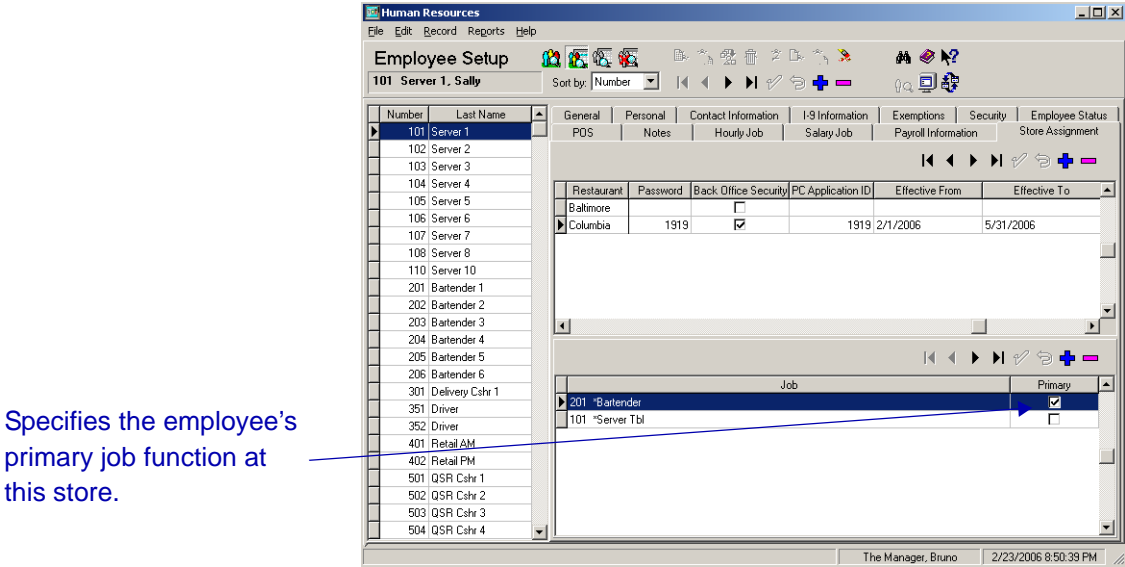 Human Resources
File Edit Record Reports Help
Employee Setup
101 Server 1, Sally
Sort by: Number
Number Last Name
101 Server 1
102 Server 2
103 Server 3
104 Server 4
105 Server 5
106 Server 6
107 Server 7
108 Server 8
110 Server 10
201 Bartender 1
202 Bartender 2
203 Bartender 3
204 Bartender 4
205 Bartender 5
206 Bartender 6
301 Delivery Cshr 1
351 Driver
352 Driver
401 Retail AM
402 Retail PM
501 QSR Cshr 1
502 QSR Cshr 2
503 QSR Cshr 3
504 QSR Cshr 4
General Personal Contact Information I-9 Information Exemptions Security Employee Status
POS Notes Hourly Job Salary Job Payroll Information Store Assignment
Restaurant Password Back Office Security PC Application ID Effective From Effective To
Baltimore
Columbia 1919 1919 2/1/2006 5/31/2006
Job Primary
201 *Bartender
101 *Server Tbl
Specifies the employee's
primary job function at
this store.
The Manager, Bruno 2/23/2006 8:50:39 PM